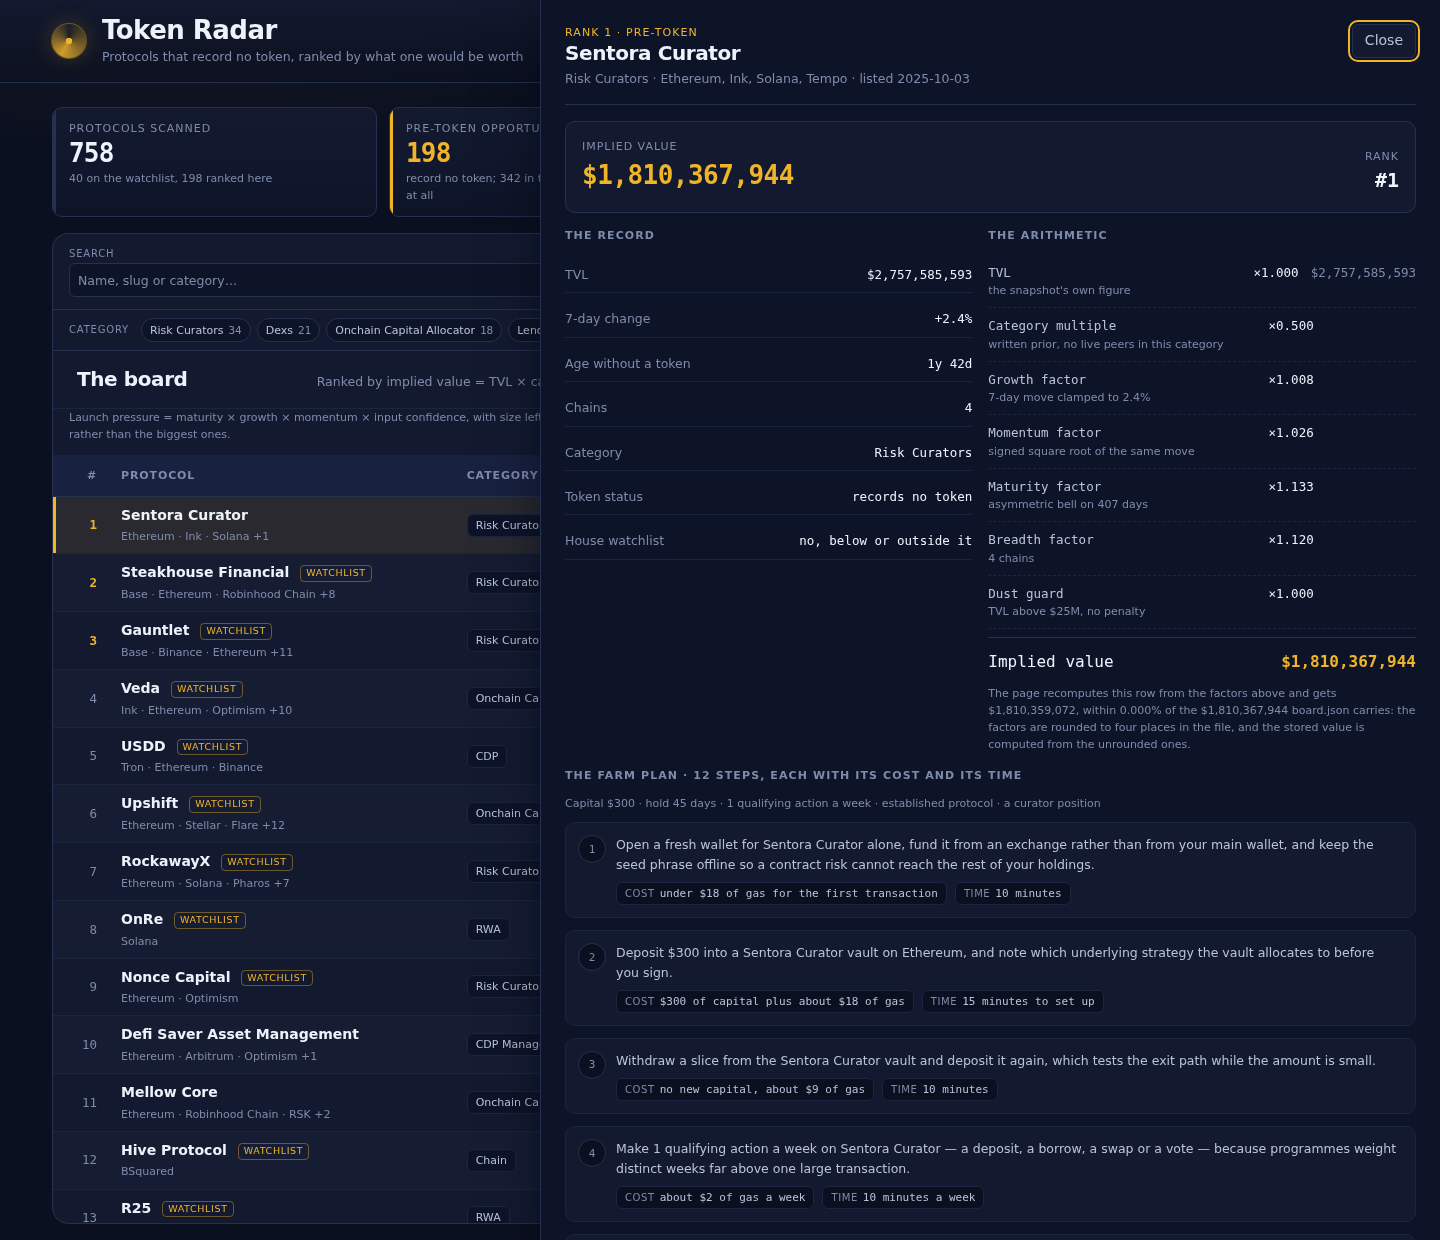 Token Radar
Protocols that record no token, ranked by what one would be worth
PROTOCOLS SCANNED
758
40 on the watchlist, 198 ranked here
PRE-TOKEN OPPORTU
198
record no token; 342 in t
at all
SEARCH
Name, slug or category…
CATEGORY Risk Curators 34 Dexs 21 Onchain Capital Allocator 18 Lend
The board Ranked by implied value = TVL × ca
Launch pressure = maturity × growth × momentum × input confidence, with size left
rather than the biggest ones.
# PROTOCOL CATEGORY
1 Sentora Curator Risk Curato
Ethereum · Ink · Solana +1
2 Steakhouse Financial WATCHLIST Risk Curato
Base · Ethereum · Robinhood Chain +8
3 Gauntlet WATCHLIST Risk Curato
Base · Binance · Ethereum +11
4 Veda WATCHLIST Onchain Ca
Ink · Ethereum · Optimism +10
5 USDD WATCHLIST CDP
Tron · Ethereum · Binance
6 Upshift WATCHLIST Onchain Ca
Ethereum · Stellar · Flare +12
7 RockawayX WATCHLIST Risk Curato
Ethereum · Solana · Pharos +7
8 OnRe WATCHLIST RWA
Solana
9 Nonce Capital WATCHLIST Risk Curato
Ethereum · Optimism
10 Defi Saver Asset Management CDP Manag
Ethereum · Arbitrum · Optimism +1
11 Mellow Core Onchain Ca
Ethereum · Robinhood Chain · RSK +2
12 Hive Protocol WATCHLIST Chain
BSquared
13 R25 WATCHLIST RWA
RANK 1 · PRE-TOKEN
Sentora Curator
Risk Curators · Ethereum, Ink, Solana, Tempo · listed 2025-10-03
Close
IMPLIED VALUE
$1,810,367,944
RANK
#1
THE RECORD
TVL $2,757,585,593
7-day change +2.4%
Age without a token 1y 42d
Chains 4
Category Risk Curators
Token status records no token
House watchlist no, below or outside it
THE ARITHMETIC
TVL ×1.000 $2,757,585,593
the snapshot's own figure
Category multiple ×0.500
written prior, no live peers in this category
Growth factor ×1.008
7-day move clamped to 2.4%
Momentum factor ×1.026
signed square root of the same move
Maturity factor ×1.133
asymmetric bell on 407 days
Breadth factor ×1.120
4 chains
Dust guard ×1.000
TVL above $25M, no penalty
Implied value $1,810,367,944
The page recomputes this row from the factors above and gets
$1,810,359,072, within 0.000% of the $1,810,367,944 board.json carries: the
factors are rounded to four places in the file, and the stored value is
computed from the unrounded ones.
THE FARM PLAN · 12 STEPS, EACH WITH ITS COST AND ITS TIME
Capital $300 · hold 45 days · 1 qualifying action a week · established protocol · a curator position
1 Open a fresh wallet for Sentora Curator alone, fund it from an exchange rather than from your main wallet, and keep the
seed phrase offline so a contract risk cannot reach the rest of your holdings.
COST under $18 of gas for the first transaction TIME 10 minutes
2 Deposit $300 into a Sentora Curator vault on Ethereum, and note which underlying strategy the vault allocates to before
you sign.
COST $300 of capital plus about $18 of gas TIME 15 minutes to set up
3 Withdraw a slice from the Sentora Curator vault and deposit it again, which tests the exit path while the amount is small.
COST no new capital, about $9 of gas TIME 10 minutes
4 Make 1 qualifying action a week on Sentora Curator — a deposit, a borrow, a swap or a vote — because programmes weight
distinct weeks far above one large transaction.
COST about $2 of gas a week TIME 10 minutes a week